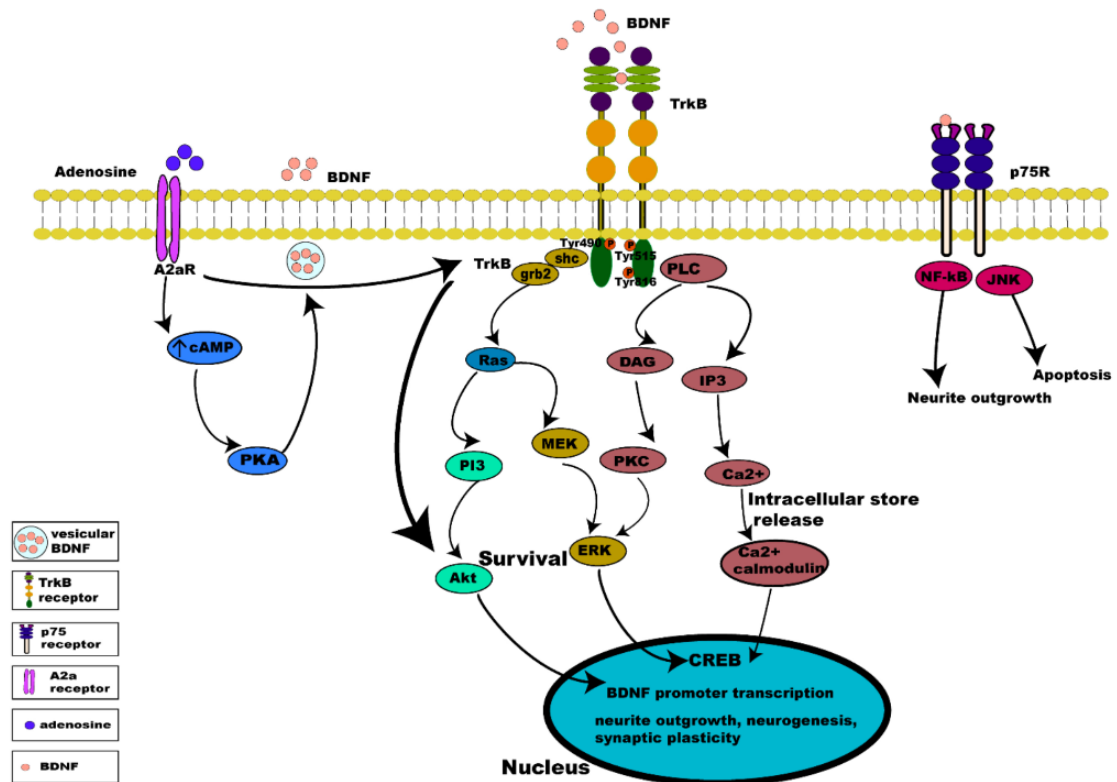 BDNF
TrkB
Adenosine
BDNF
p75R
A2aR
TrkB
shc
grb2
Tyr490
P
P
Tyr515
P
Tyr816
PLC
NF-kB
JNK
↑cAMP
Ras
DAG
IP3
Apoptosis
Neurite outgrowth
PKA
PI3
MEK
PKC
Ca2+
Intracellular store
release
Survival
ERK
Akt
Ca2+
calmodulin
CREB
BDNF promoter transcription
neurite outgrowth, neurogenesis,
synaptic plasticity
Nucleus
vesicular
BDNF
TrkB
receptor
p75
receptor
A2a
receptor
adenosine
BDNF